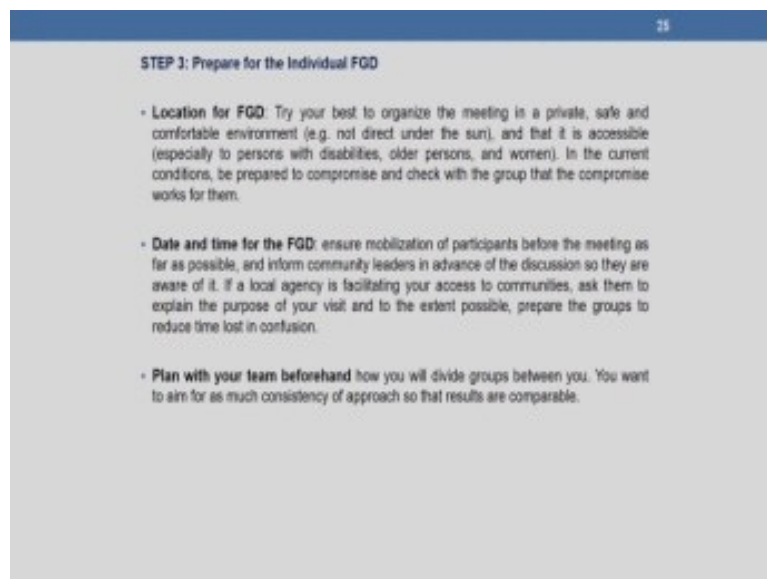 25
STEP 3: Prepare for the Individual FGD
• Location for FGD: Try your best to organize the meeting in a private, safe and
comfortable environment (e.g. not direct under the sun), and that it is accessible
(especially to persons with disabilities, older persons, and women). In the current
conditions, be prepared to compromise and check with the group that the compromise
works for them.
• Date and time for the FGD: ensure mobilization of participants before the meeting as
far as possible, and inform community leaders in advance of the discussion so they are
aware of it. If a local agency is facilitating your access to communities, ask them to
explain the purpose of your visit and to the extent possible, prepare the groups to
reduce time lost in confusion.
• Plan with your team beforehand how you will divide groups between you. You want
to aim for as much consistency of approach so that results are comparable.